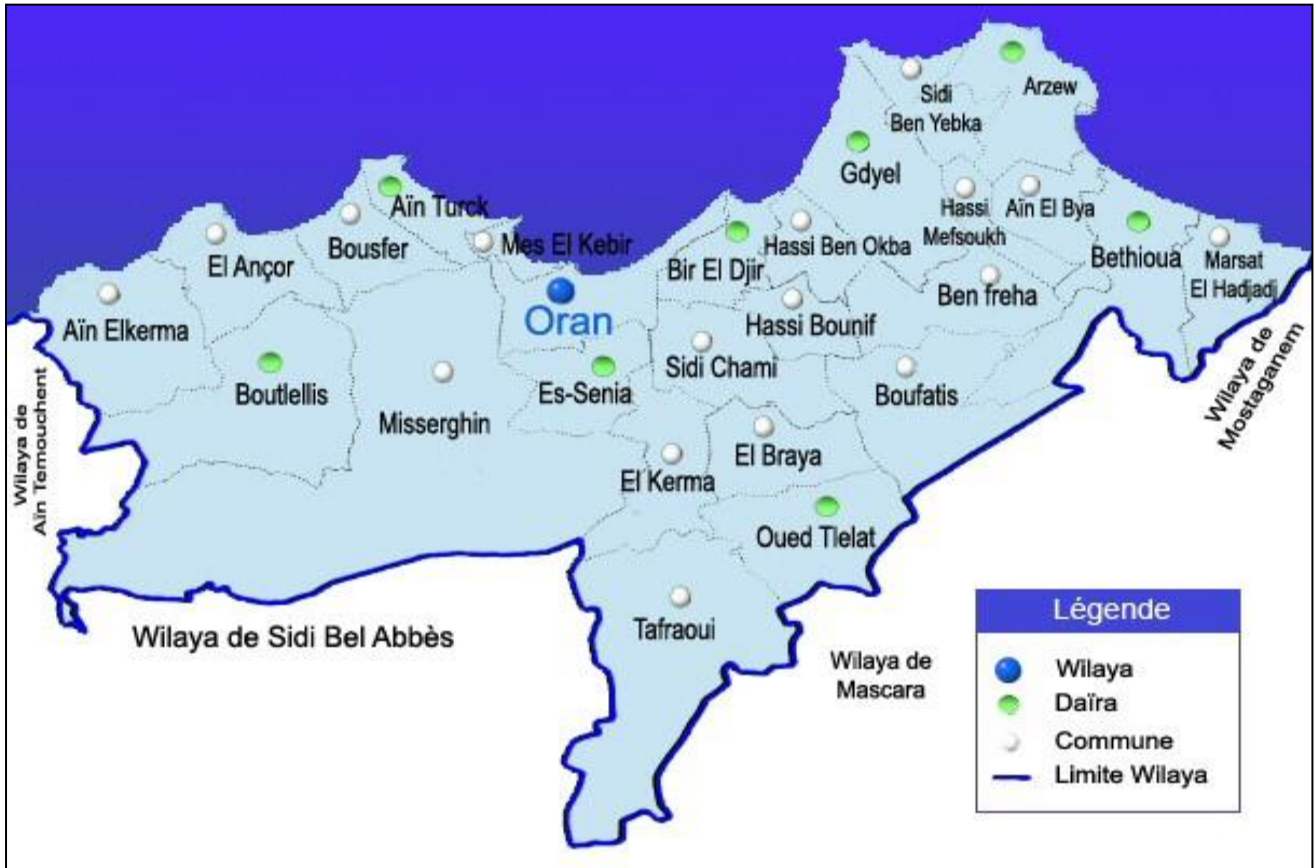 Sidi
Ben Yebka
Arzew
Gdyel
Hassi
Mefsoukh
Aïn El Bya
Aïn Turck
Bousfer
Mes El Kebir
El Ançor
Hassi Ben Okba
Bethioua
Marsat
El Hadjadj
Bir El Djir
Ben freha
Aïn Elkerma
Oran
Hassi Bounif
Sidi Chami
Boutlellis
Es-Senia
Boufatis
Misserghin
El Braya
El Kerma
Oued Tlelat
Tafraoui
Wilaya de
Aïn Temouchent
Wilaya de
Mostaganem
Wilaya de Sidi Bel Abbès
Wilaya de
Mascara
Légende
Wilaya
Daïra
Commune
Limite Wilaya